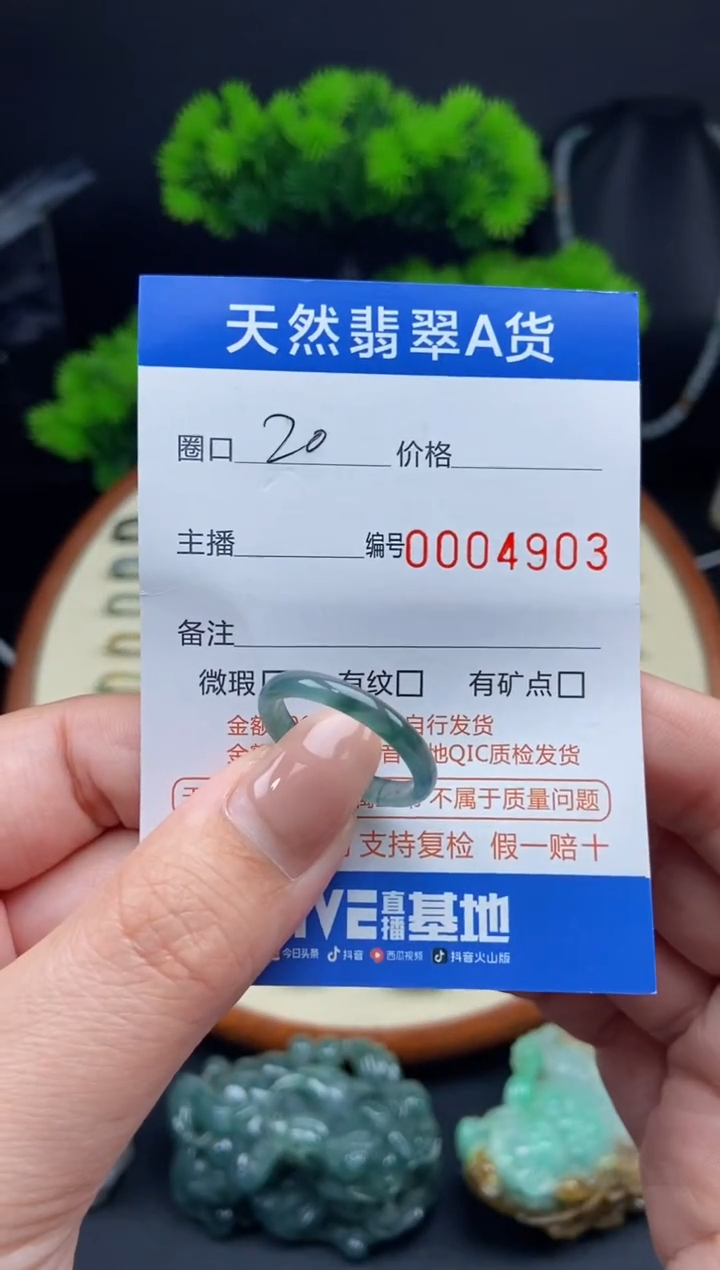 天然翡翠A货
圈口 20 价格
主播 编号0004903
备注
微瑕 有纹 有矿点
金额 自行发货
金 地QIC质检发货
不属于质量问题
支持复检 假一赔十
直播基地
今日头条 抖音 西瓜视频 抖音火山版